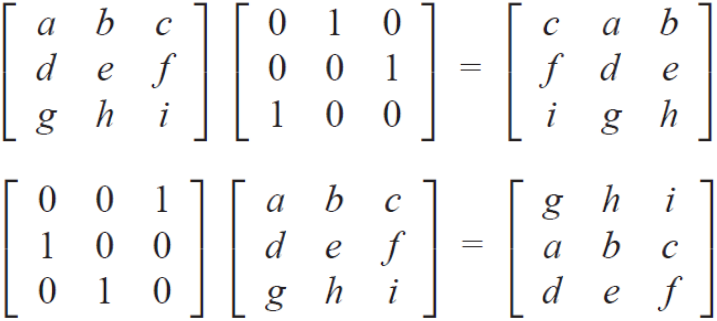 a b c 0 1 0 c a b
d e f 0 0 1 = f d e
g h i 1 0 0 i g h
0 0 1 a b c g h i
1 0 0 d e f = a b c
0 1 0 g h i d e f